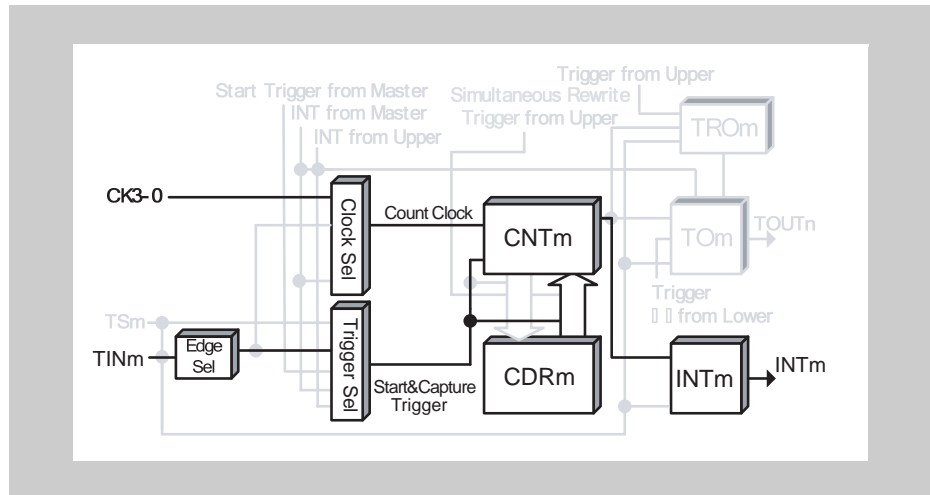 Trigger from Upper
Start Trigger from Master
Simultaneous Rewrite
INT from Master
Trigger from Upper
INT from Upper
TROm
CK3-0
Clock Sel
Count Clock
CNTm
TOm
TOUTn
Trigger
from Lower
TSm
TINm
Edge
Sel
Trigger Sel
Start&Capture
Trigger
CDRm
INTm
INTm